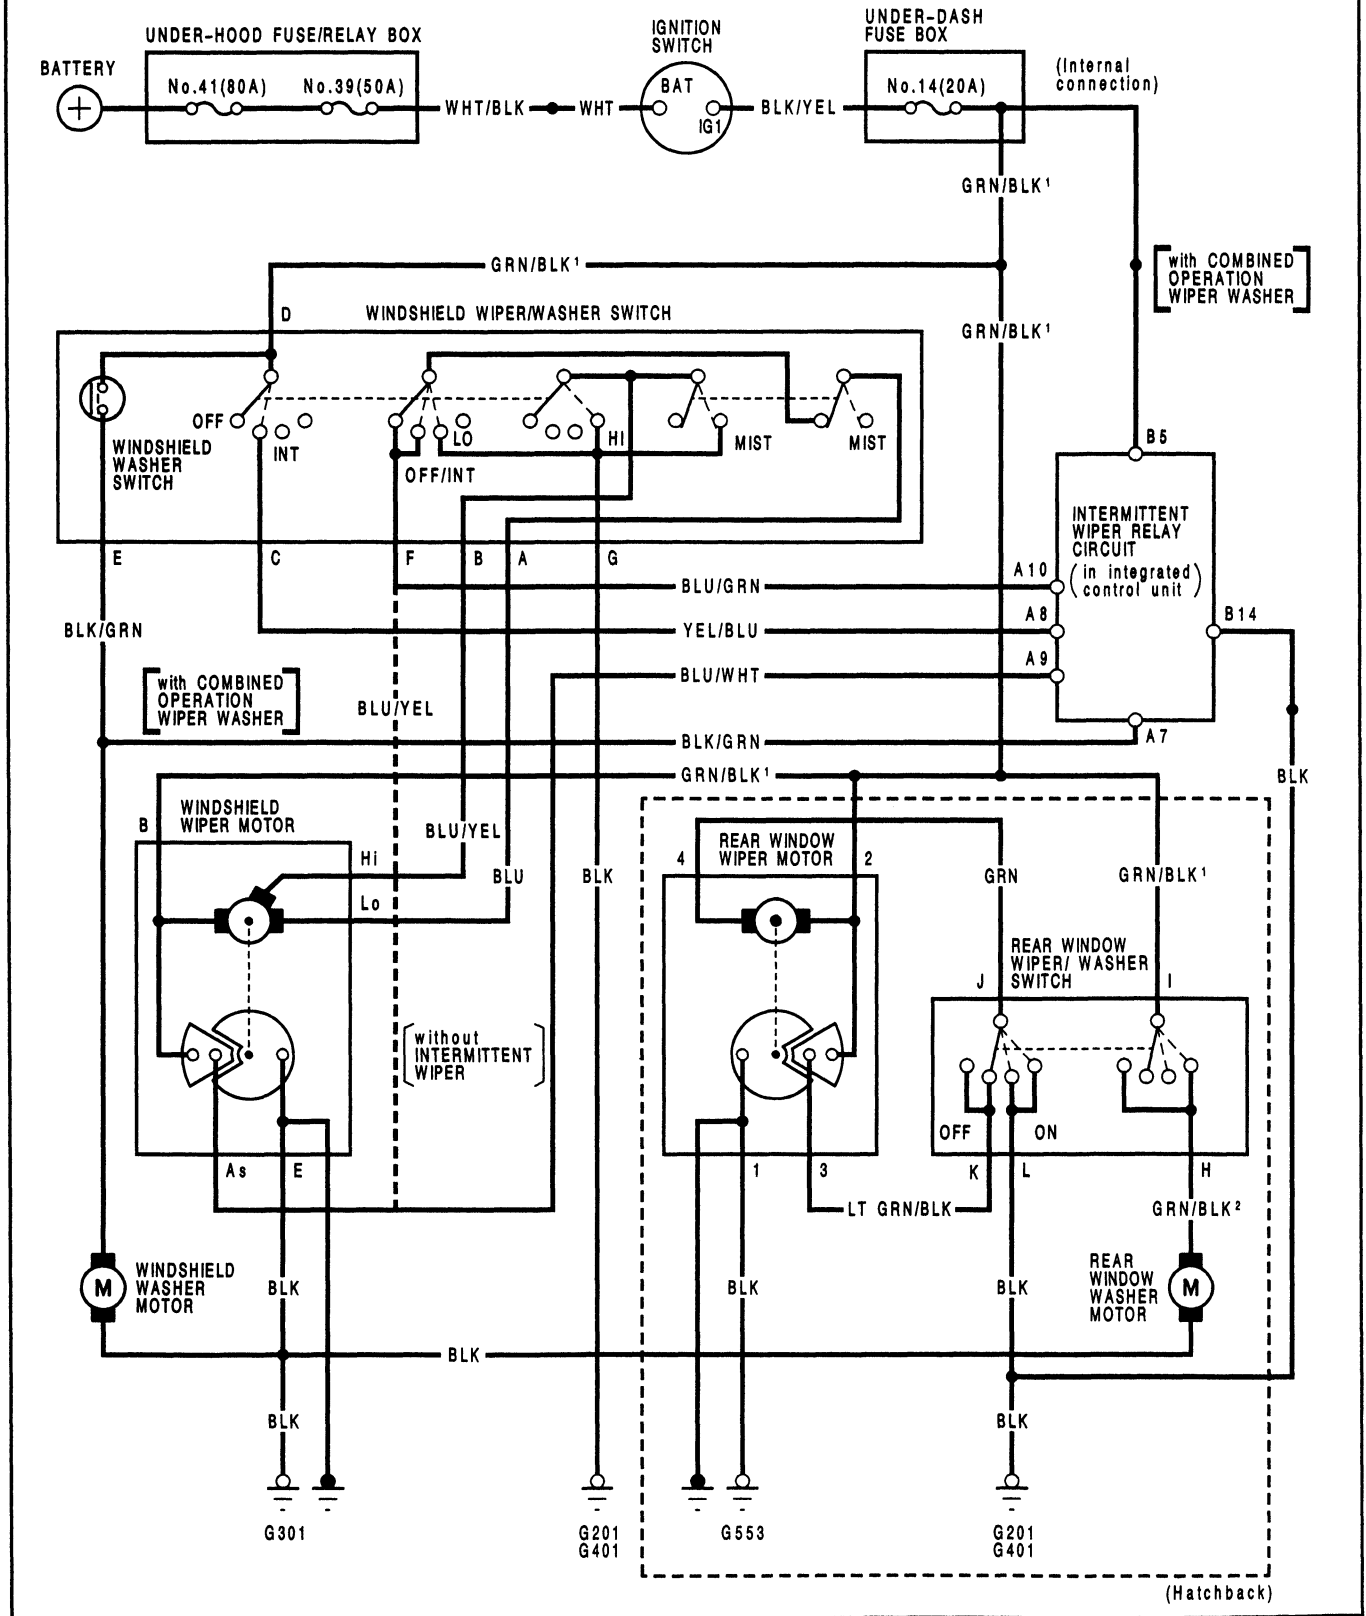 UNDER-HOOD FUSE/RELAY BOX
IGNITION
SWITCH
UNDER-DASH
FUSE BOX
BATTERY
No.41(80A)
No.39(50A)
WHT/BLK
WHT
BAT
IG1
BLK/YEL
No.14(20A)
(Internal
connection)
GRN/BLK¹
GRN/BLK¹
with COMBINED
OPERATION
WIPER WASHER
D
WINDSHIELD WIPER/WASHER SWITCH
GRN/BLK¹
OFF
INT
LO
OFF/INT
HI
MIST
MIST
WINDSHIELD
WASHER
SWITCH
B5
INTERMITTENT
WIPER RELAY
CIRCUIT
(in integrated
control unit)
E
C
F
B
A
G
A10
BLU/GRN
A8
YEL/BLU
B14
A9
BLU/WHT
BLK/GRN
with COMBINED
OPERATION
WIPER WASHER
BLU/YEL
BLK/GRN
A7
GRN/BLK¹
BLK
WINDSHIELD
WIPER MOTOR
B
BLU/YEL
REAR WINDOW
WIPER MOTOR
4
2
Hi
BLU
BLK
GRN
GRN/BLK¹
Lo
REAR WINDOW
WIPER/ WASHER
SWITCH
J
I
without
INTERMITTENT
WIPER
OFF
ON
As
E
1
3
K
L
H
LT GRN/BLK
GRN/BLK²
WINDSHIELD
WASHER
MOTOR
M
BLK
BLK
BLK
REAR
WINDOW
WASHER
MOTOR
M
BLK
BLK
BLK
G301
G201
G401
G553
G201
G401
(Hatchback)